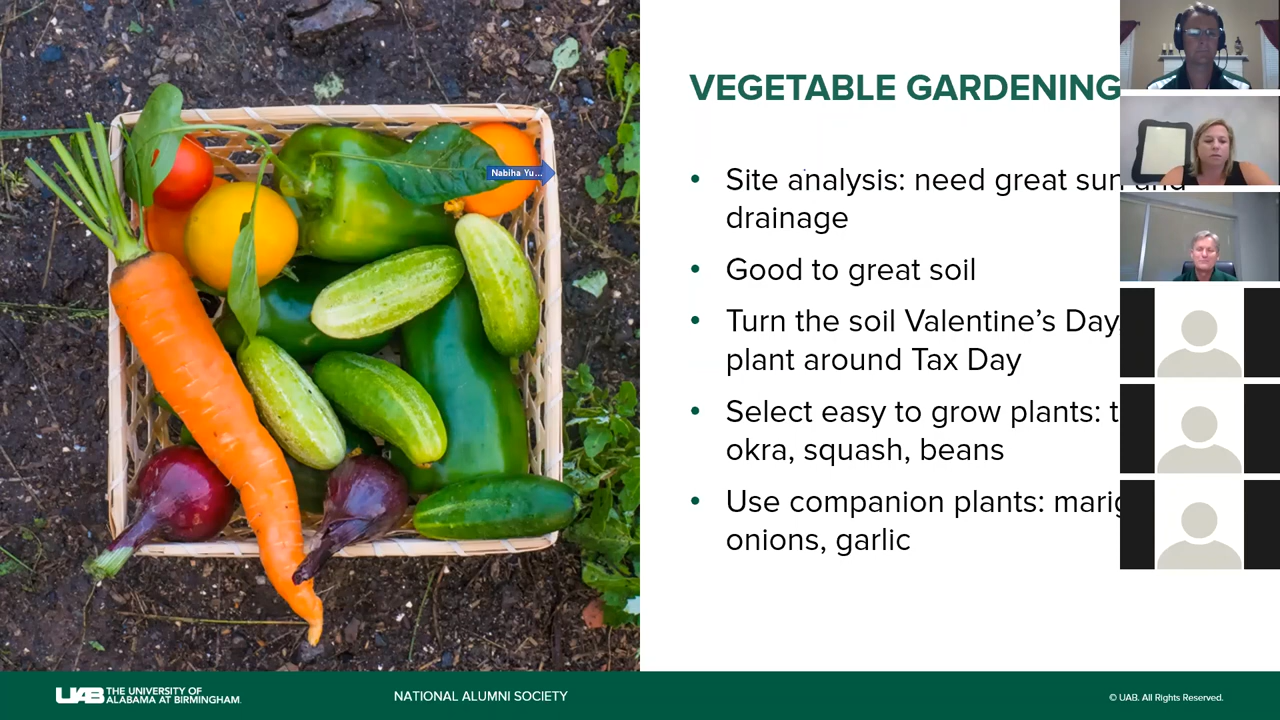 VEGETABLE GARDENING
Nabiha Yu...
• Site analysis: need great sun and
drainage
• Good to great soil
• Turn the soil Valentine’s Day
plant around Tax Day
• Select easy to grow plants:
okra, squash, beans
• Use companion plants:
onions, garlic
UAB THE UNIVERSITY OF
ALABAMA AT BIRMINGHAM.
NATIONAL ALUMNI SOCIETY
© UAB. All Rights Reserved.